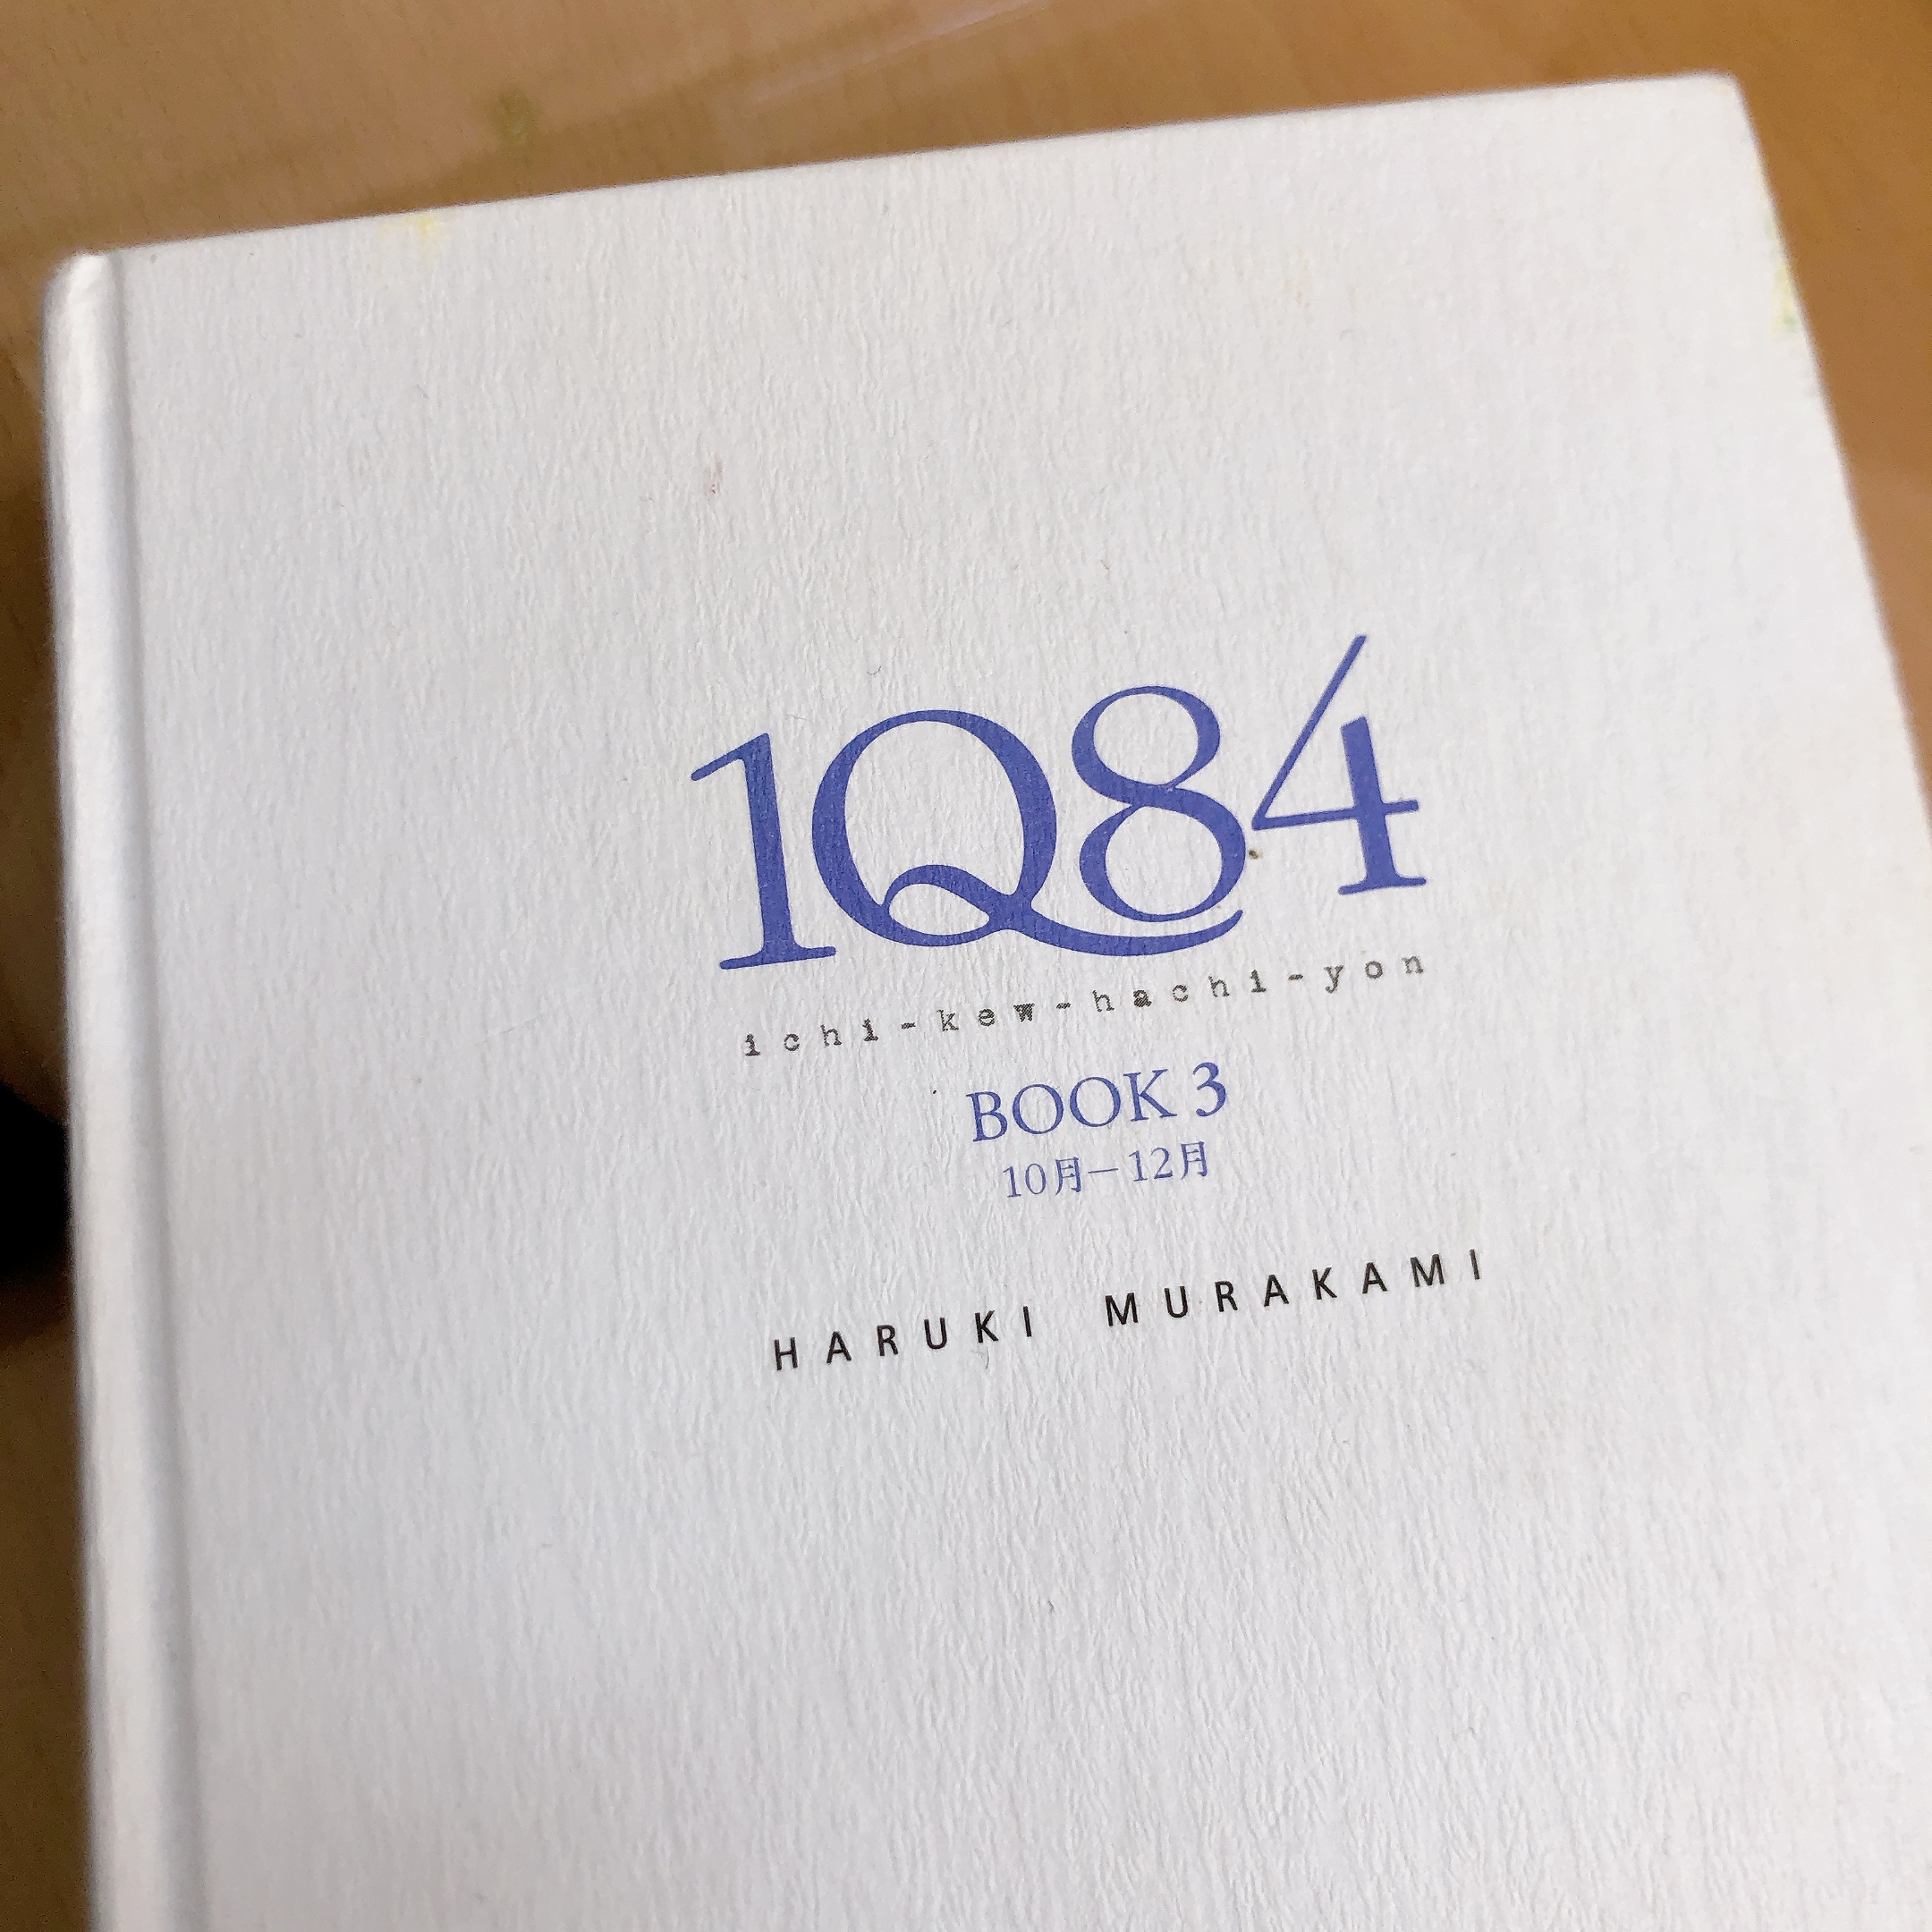 1Q84
ichi-kew-hachi-yon
BOOK 3
10月－12月
HARUKI MURAKAMI